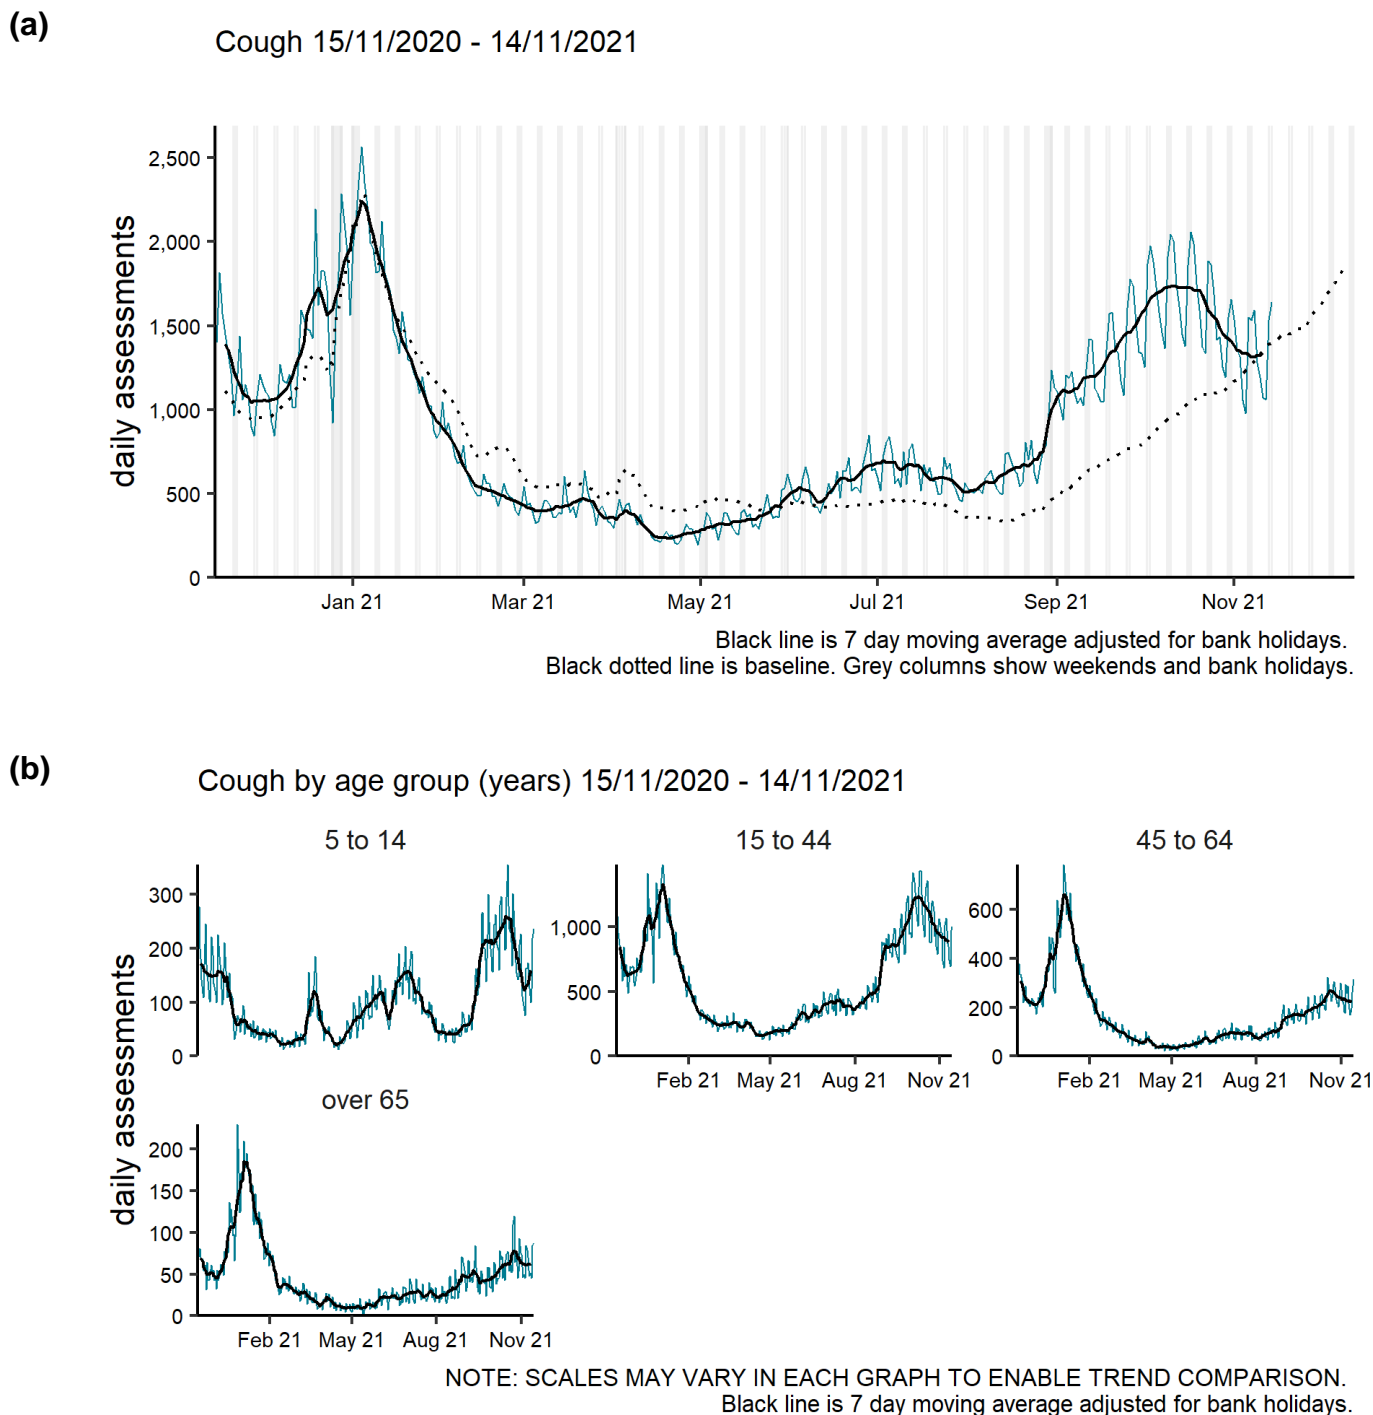 (a)
Cough 15/11/2020 - 14/11/2021
daily assessments
2,500
2,000
1,500
1,000
500
0
Jan 21 Mar 21 May 21 Jul 21 Sep 21 Nov 21
Black line is 7 day moving average adjusted for bank holidays.
Black dotted line is baseline. Grey columns show weekends and bank holidays.
(b)
Cough by age group (years) 15/11/2020 - 14/11/2021
daily assessments
5 to 14
300
200
100
0
15 to 44
1,000
500
0
Feb 21 May 21 Aug 21 Nov 21
45 to 64
600
400
200
0
Feb 21 May 21 Aug 21 Nov 21
over 65
200
150
100
50
0
Feb 21 May 21 Aug 21 Nov 21
NOTE: SCALES MAY VARY IN EACH GRAPH TO ENABLE TREND COMPARISON.
Black line is 7 day moving average adjusted for bank holidays.